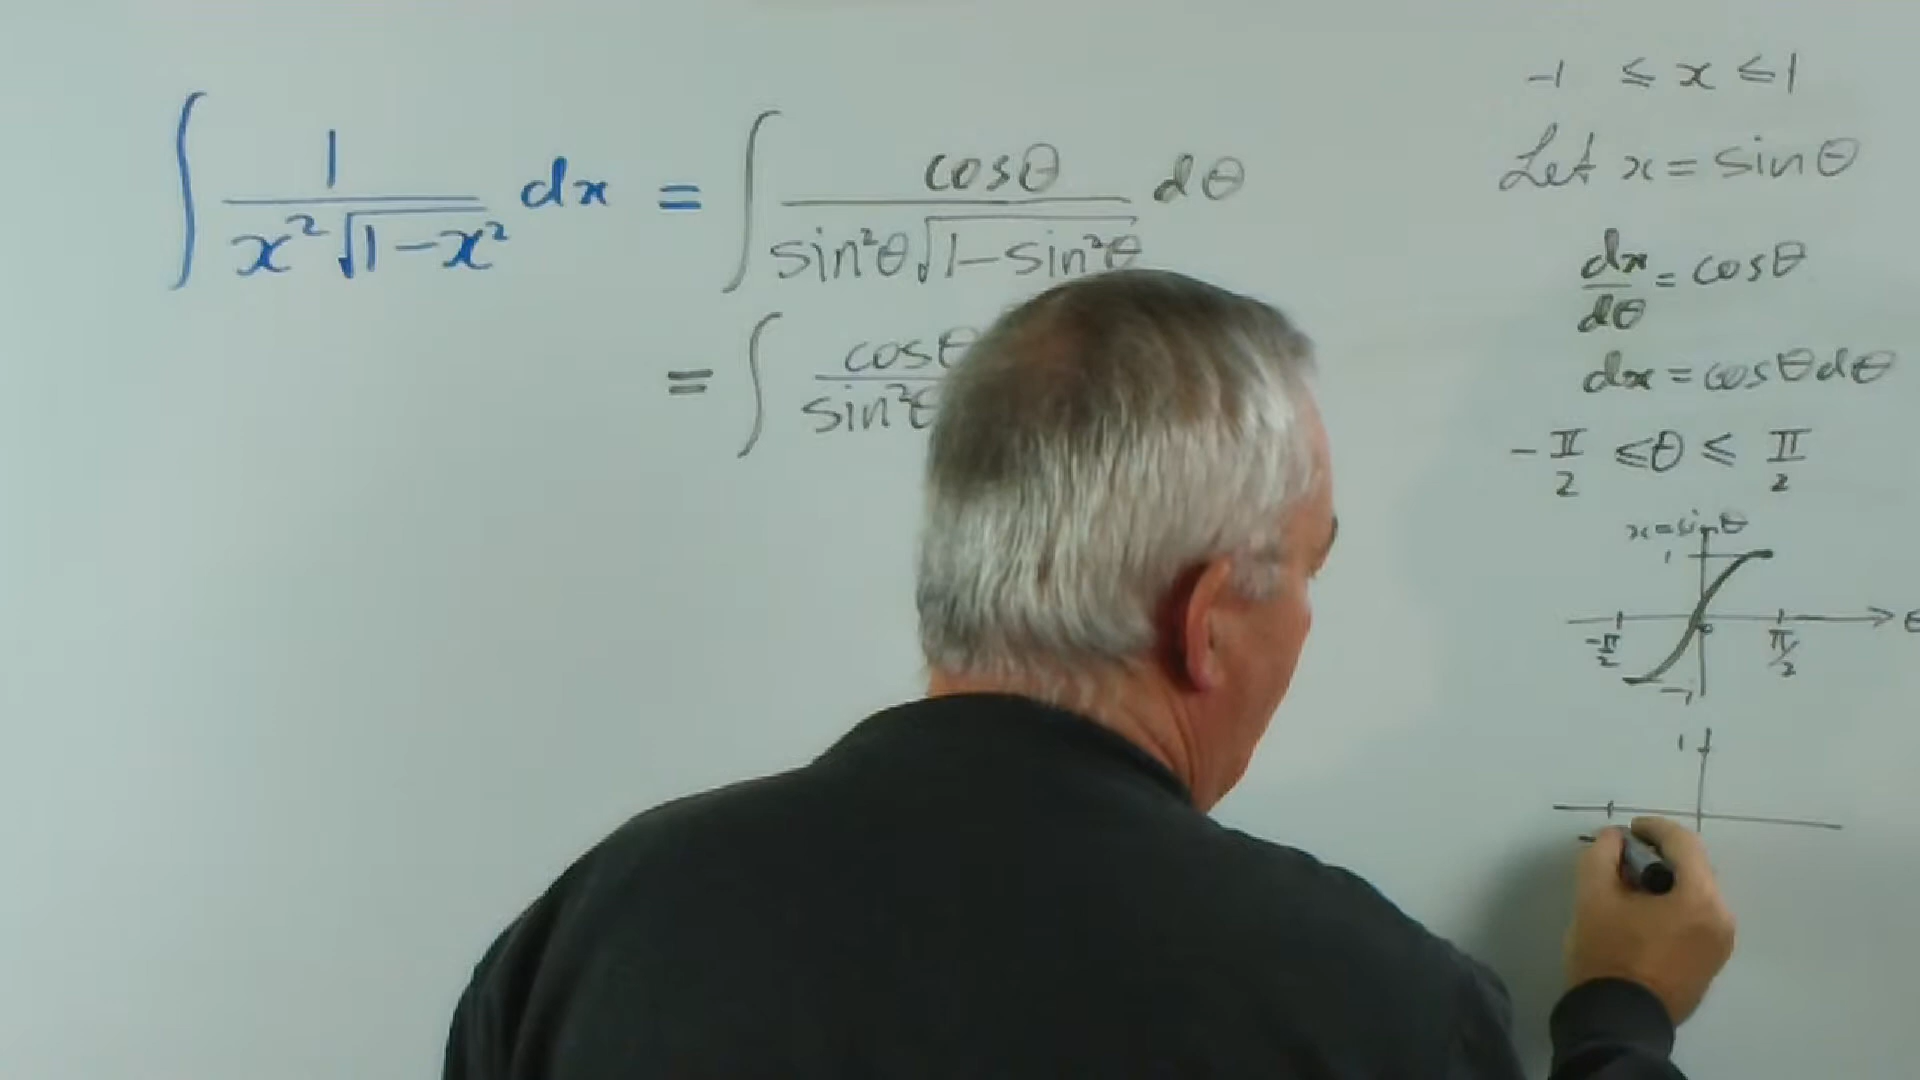 ∫ 1/(x²√(1-x²)) dx = ∫ cosθ/(sin²θ√(1-sin²θ)) dθ
= ∫ cosθ/sin²θ
-1 ≤ x ≤ 1
Let x = sinθ
dx/dθ = cosθ
dx = cosθdθ
-π/2 ≤ θ ≤ π/2
x=sinθ
1
θ
-π/2 0 π/2
-1
1
-